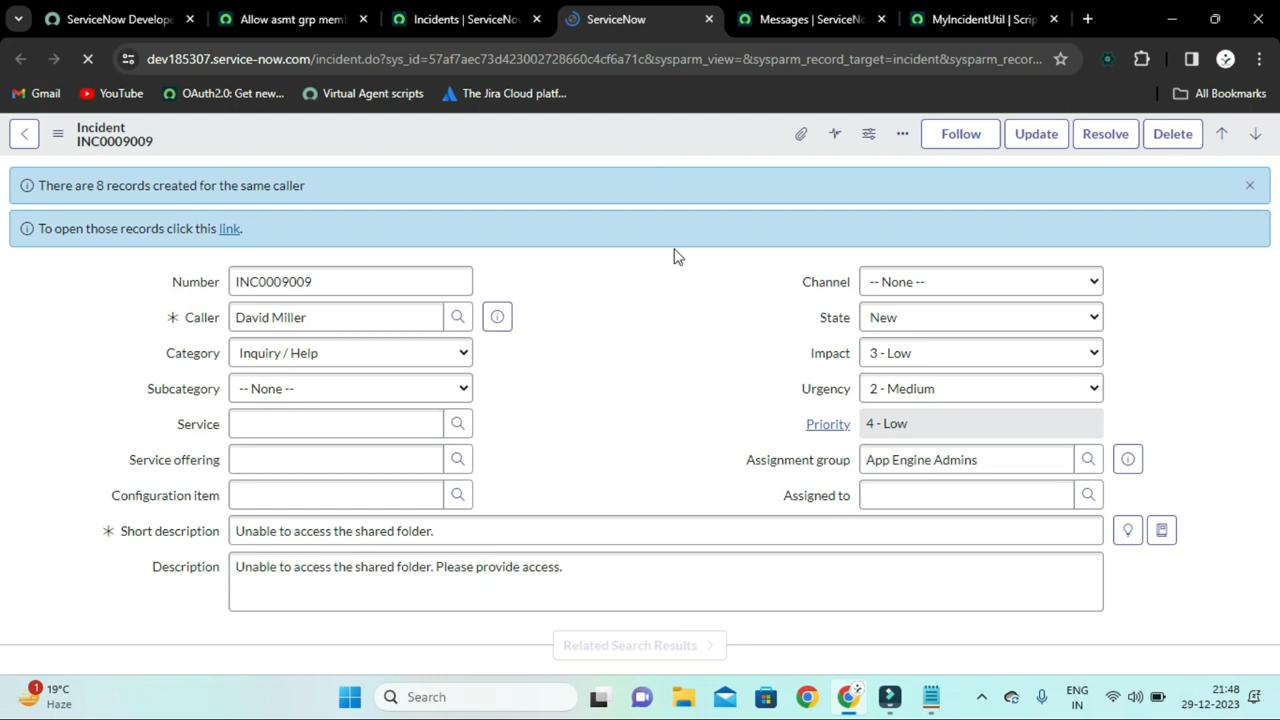 ServiceNow Develope
Allow asmt grp mem
Incidents | ServiceNo
ServiceNow
Messages | ServiceNo
MyIncidentUtil | Scrip
dev185307.service-now.com/incident.do?sys_id=57af7aec73d423002728660c4cf6a71c&sysparm_view=&sysparm_record_target=incident&sysparm_recor...
Gmail
YouTube
OAuth2.0: Get new...
Virtual Agent scripts
The Jira Cloud platf...
All Bookmarks
Incident
INC0009009
Follow
Update
Resolve
Delete
There are 8 records created for the same caller
To open those records click this link.
Number INC0009009
Channel -- None --
Caller David Miller
State New
Category Inquiry / Help
Impact 3 - Low
Subcategory -- None --
Urgency 2 - Medium
Service
Priority 4 - Low
Service offering
Assignment group App Engine Admins
Configuration item
Assigned to
Short description Unable to access the shared folder.
Description Unable to access the shared folder. Please provide access.
Related Search Results
1
19°C
Haze
Search
ENG
IN
21:48
29-12-2023